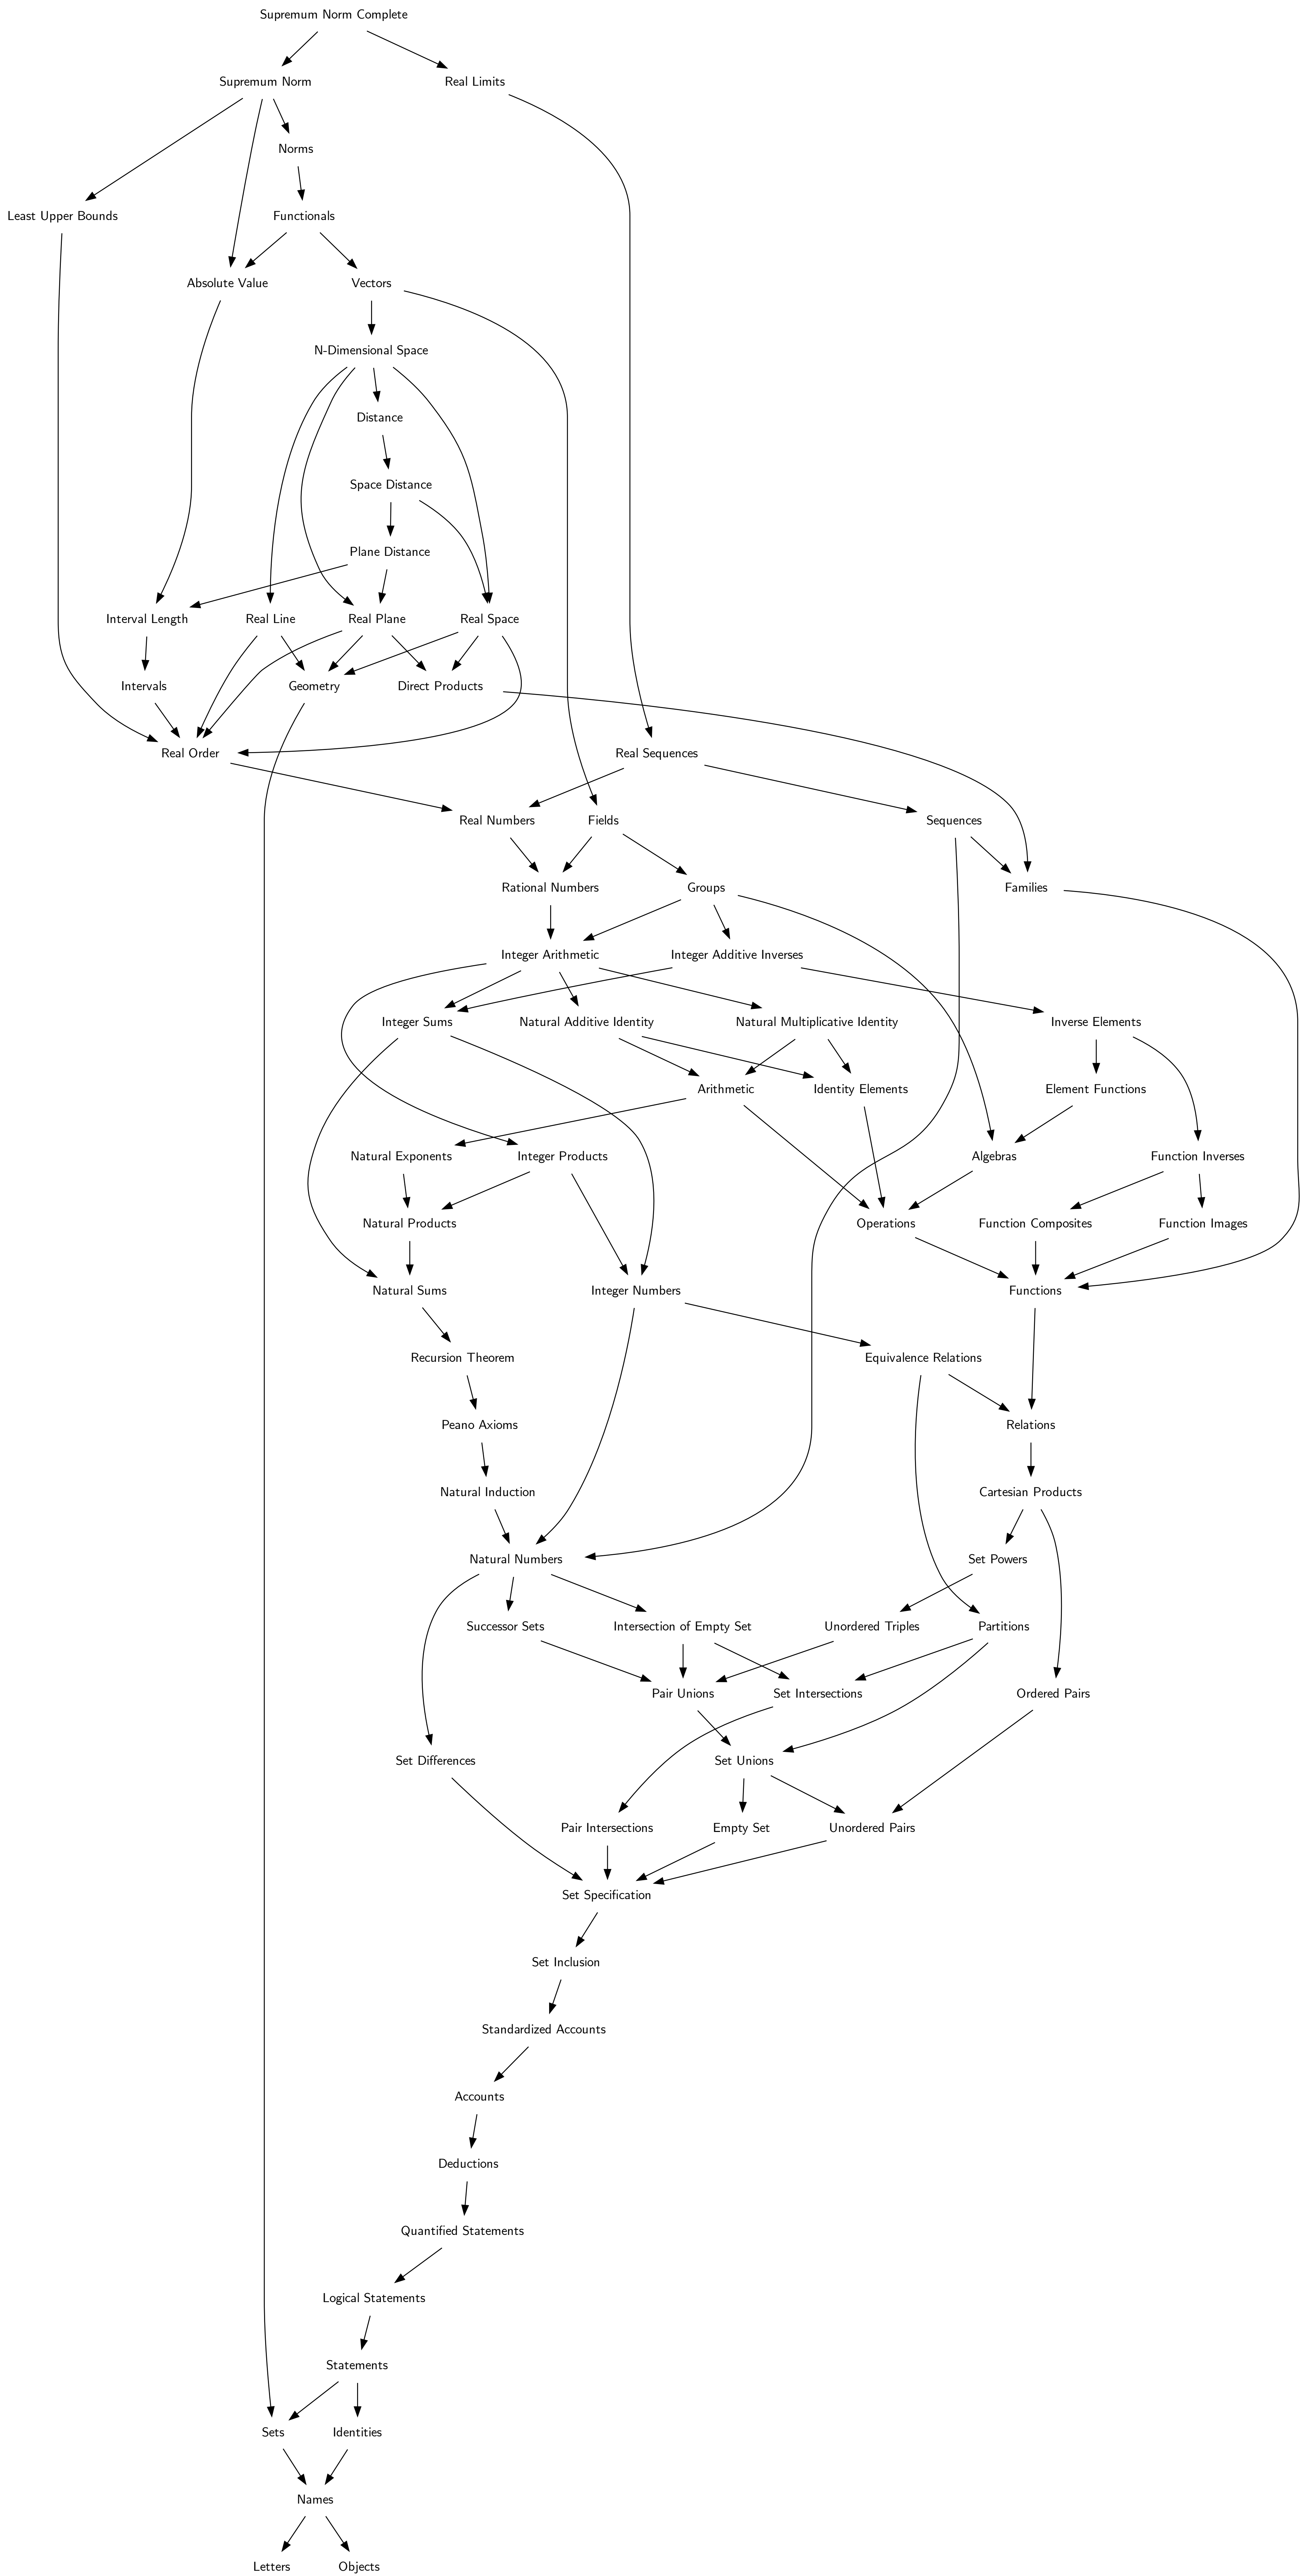 Supremum Norm Complete
Supremum Norm
Real Limits
Norms
Least Upper Bounds
Functionals
Absolute Value
Vectors
N-Dimensional Space
Distance
Space Distance
Plane Distance
Interval Length
Real Line
Real Plane
Real Space
Intervals
Geometry
Direct Products
Real Order
Real Sequences
Real Numbers
Fields
Sequences
Rational Numbers
Groups
Families
Integer Arithmetic
Integer Additive Inverses
Integer Sums
Natural Additive Identity
Natural Multiplicative Identity
Inverse Elements
Arithmetic
Identity Elements
Element Functions
Natural Exponents
Integer Products
Algebras
Function Inverses
Natural Products
Operations
Function Composites
Function Images
Natural Sums
Integer Numbers
Functions
Recursion Theorem
Equivalence Relations
Peano Axioms
Relations
Natural Induction
Cartesian Products
Natural Numbers
Set Powers
Successor Sets
Intersection of Empty Set
Unordered Triples
Partitions
Pair Unions
Set Intersections
Ordered Pairs
Set Differences
Set Unions
Pair Intersections
Empty Set
Unordered Pairs
Set Specification
Set Inclusion
Standardized Accounts
Accounts
Deductions
Quantified Statements
Logical Statements
Statements
Sets
Identities
Names
Letters
Objects